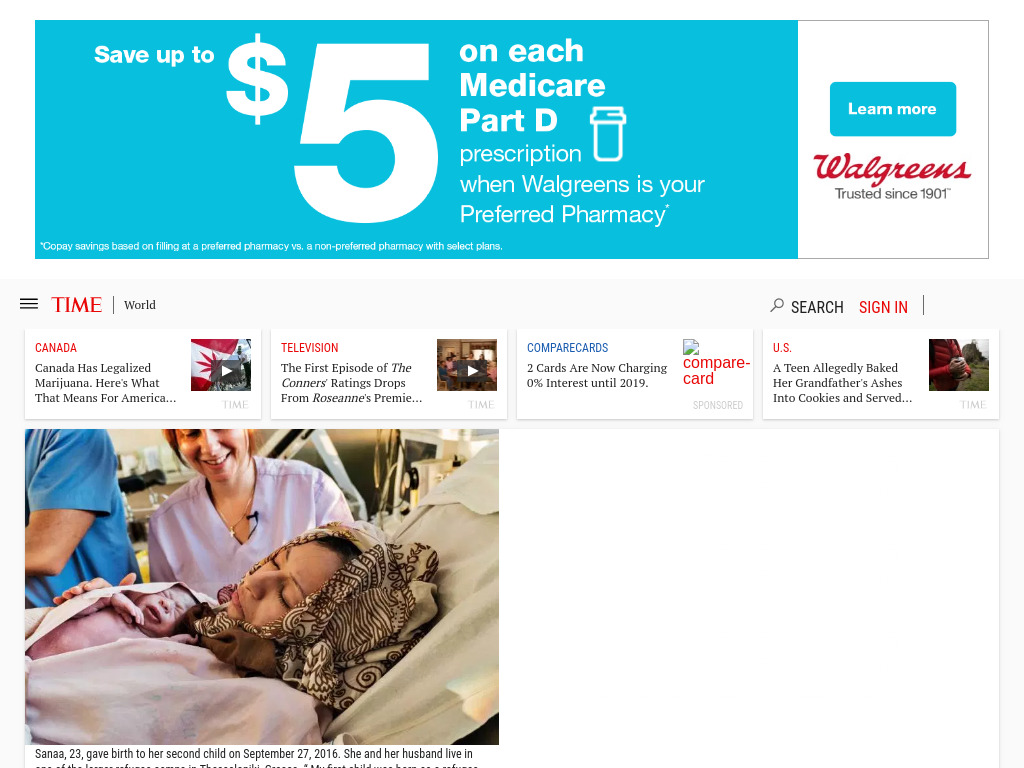 Save up to
$5
on each
Medicare
Part D
prescription
when Walgreens is your
Preferred Pharmacy*
*Copay savings based on filling at a preferred pharmacy vs. a non-preferred pharmacy with select plans.
Learn more
Walgreens
Trusted since 1901℠
TIME
World
SEARCH
SIGN IN
CANADA
Canada Has Legalized
Marijuana. Here's What
That Means For America…
TIME
TELEVISION
The First Episode of The
Conners' Ratings Drops
From Roseanne's Premie…
TIME
COMPARECARDS
2 Cards Are Now Charging
0% Interest until 2019.
compare-
card
SPONSORED
U.S.
A Teen Allegedly Baked
Her Grandfather's Ashes
Into Cookies and Served…
TIME
Sanaa, 23, gave birth to her second child on September 27, 2016. She and her husband live in